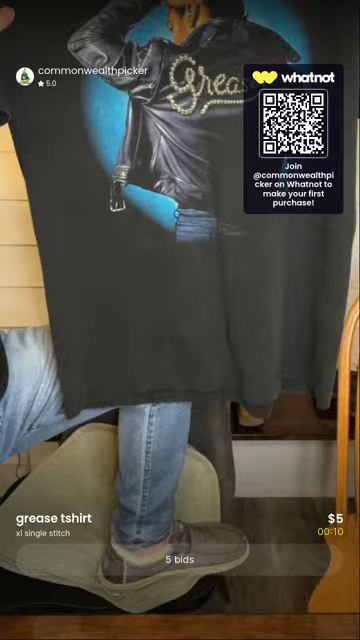 commonwealthpicker
★ 5.0
Grease
whatnot
Join
@commonwealthpi
cker on Whatnot to
make your first
purchase!
grease tshirt
$5
xl single stitch
00:10
5 bids